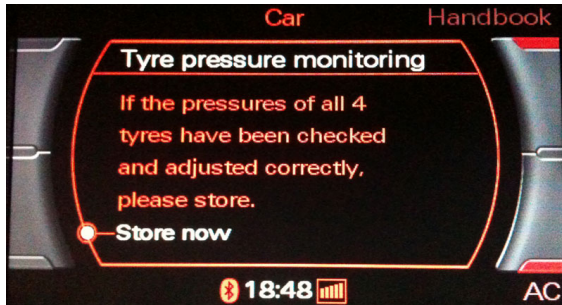 Car
Handbook
Tyre pressure monitoring
If the pressures of all 4
tyres have been checked
and adjusted correctly,
please store.
Store now
18:48
AC